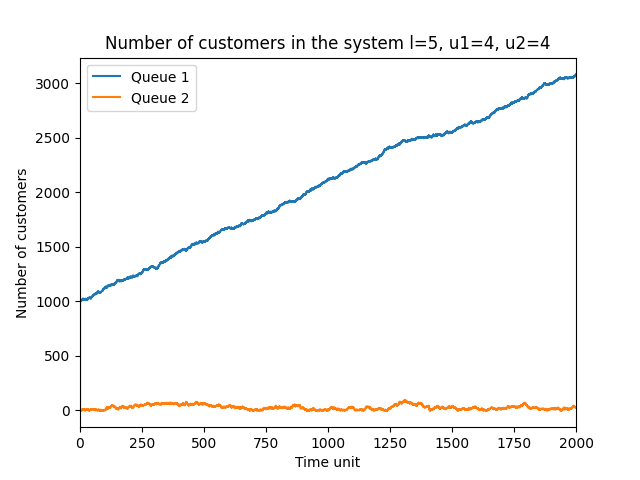 Number of customers in the system l=5, u1=4, u2=4
Queue 1
Queue 2
Number of customers
3000
2500
2000
1500
1000
500
0
0 250 500 750 1000 1250 1500 1750 2000
Time unit